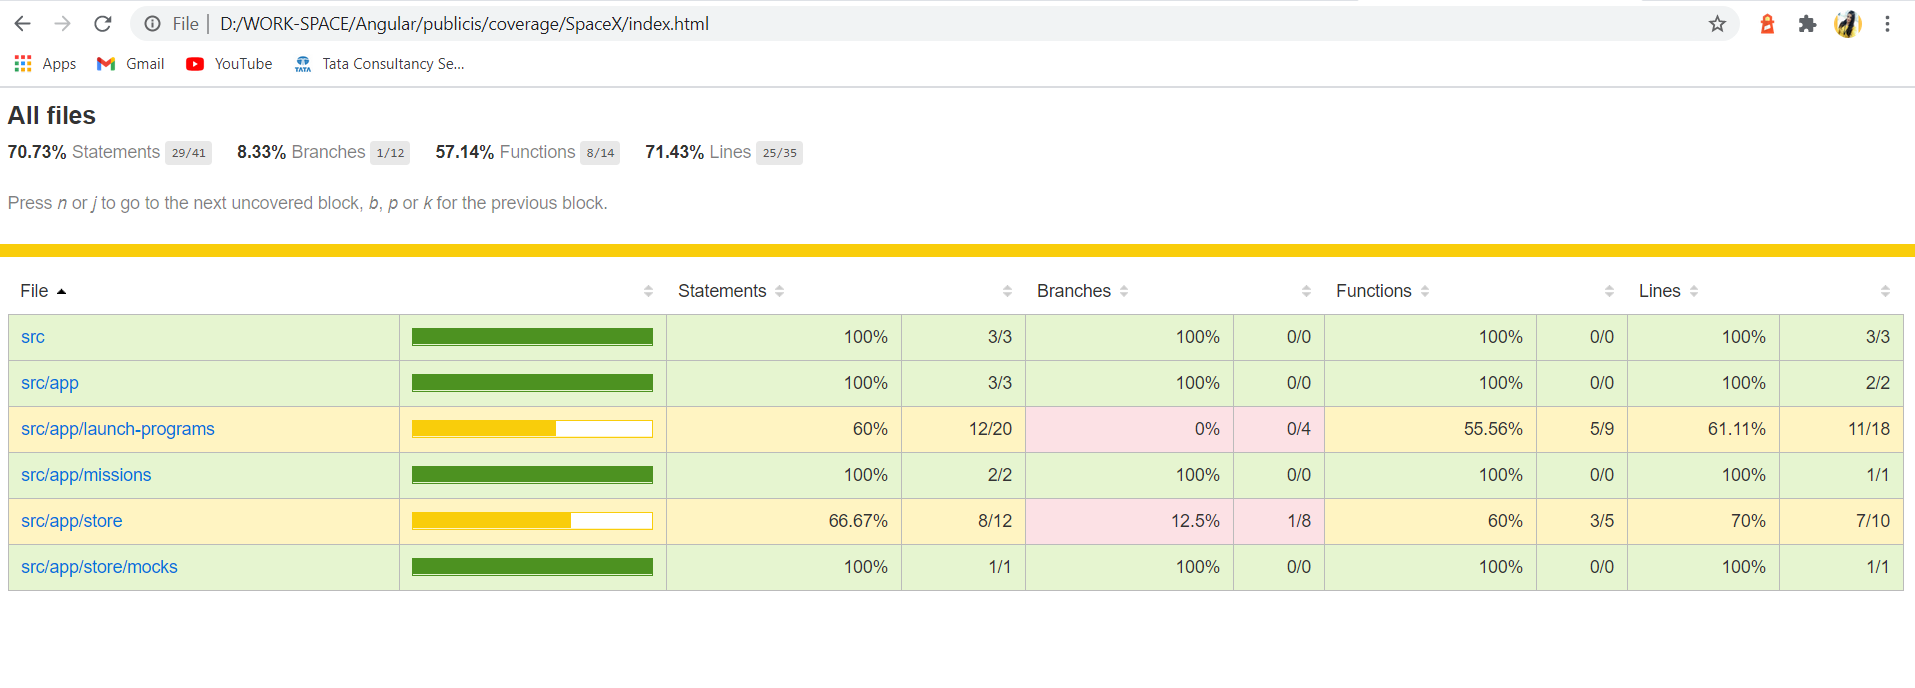 File | D:/WORK-SPACE/Angular/publicis/coverage/SpaceX/index.html
Apps Gmail YouTube TATA Tata Consultancy Se...
All files
70.73% Statements 29/41 8.33% Branches 1/12 57.14% Functions 8/14 71.43% Lines 25/35
Press n or j to go to the next uncovered block, b, p or k for the previous block.
File Statements Branches Functions Lines
src 100% 3/3 100% 0/0 100% 0/0 100% 3/3
src/app 100% 3/3 100% 0/0 100% 0/0 100% 2/2
src/app/launch-programs 60% 12/20 0% 0/4 55.56% 5/9 61.11% 11/18
src/app/missions 100% 2/2 100% 0/0 100% 0/0 100% 1/1
src/app/store 66.67% 8/12 12.5% 1/8 60% 3/5 70% 7/10
src/app/store/mocks 100% 1/1 100% 0/0 100% 0/0 100% 1/1